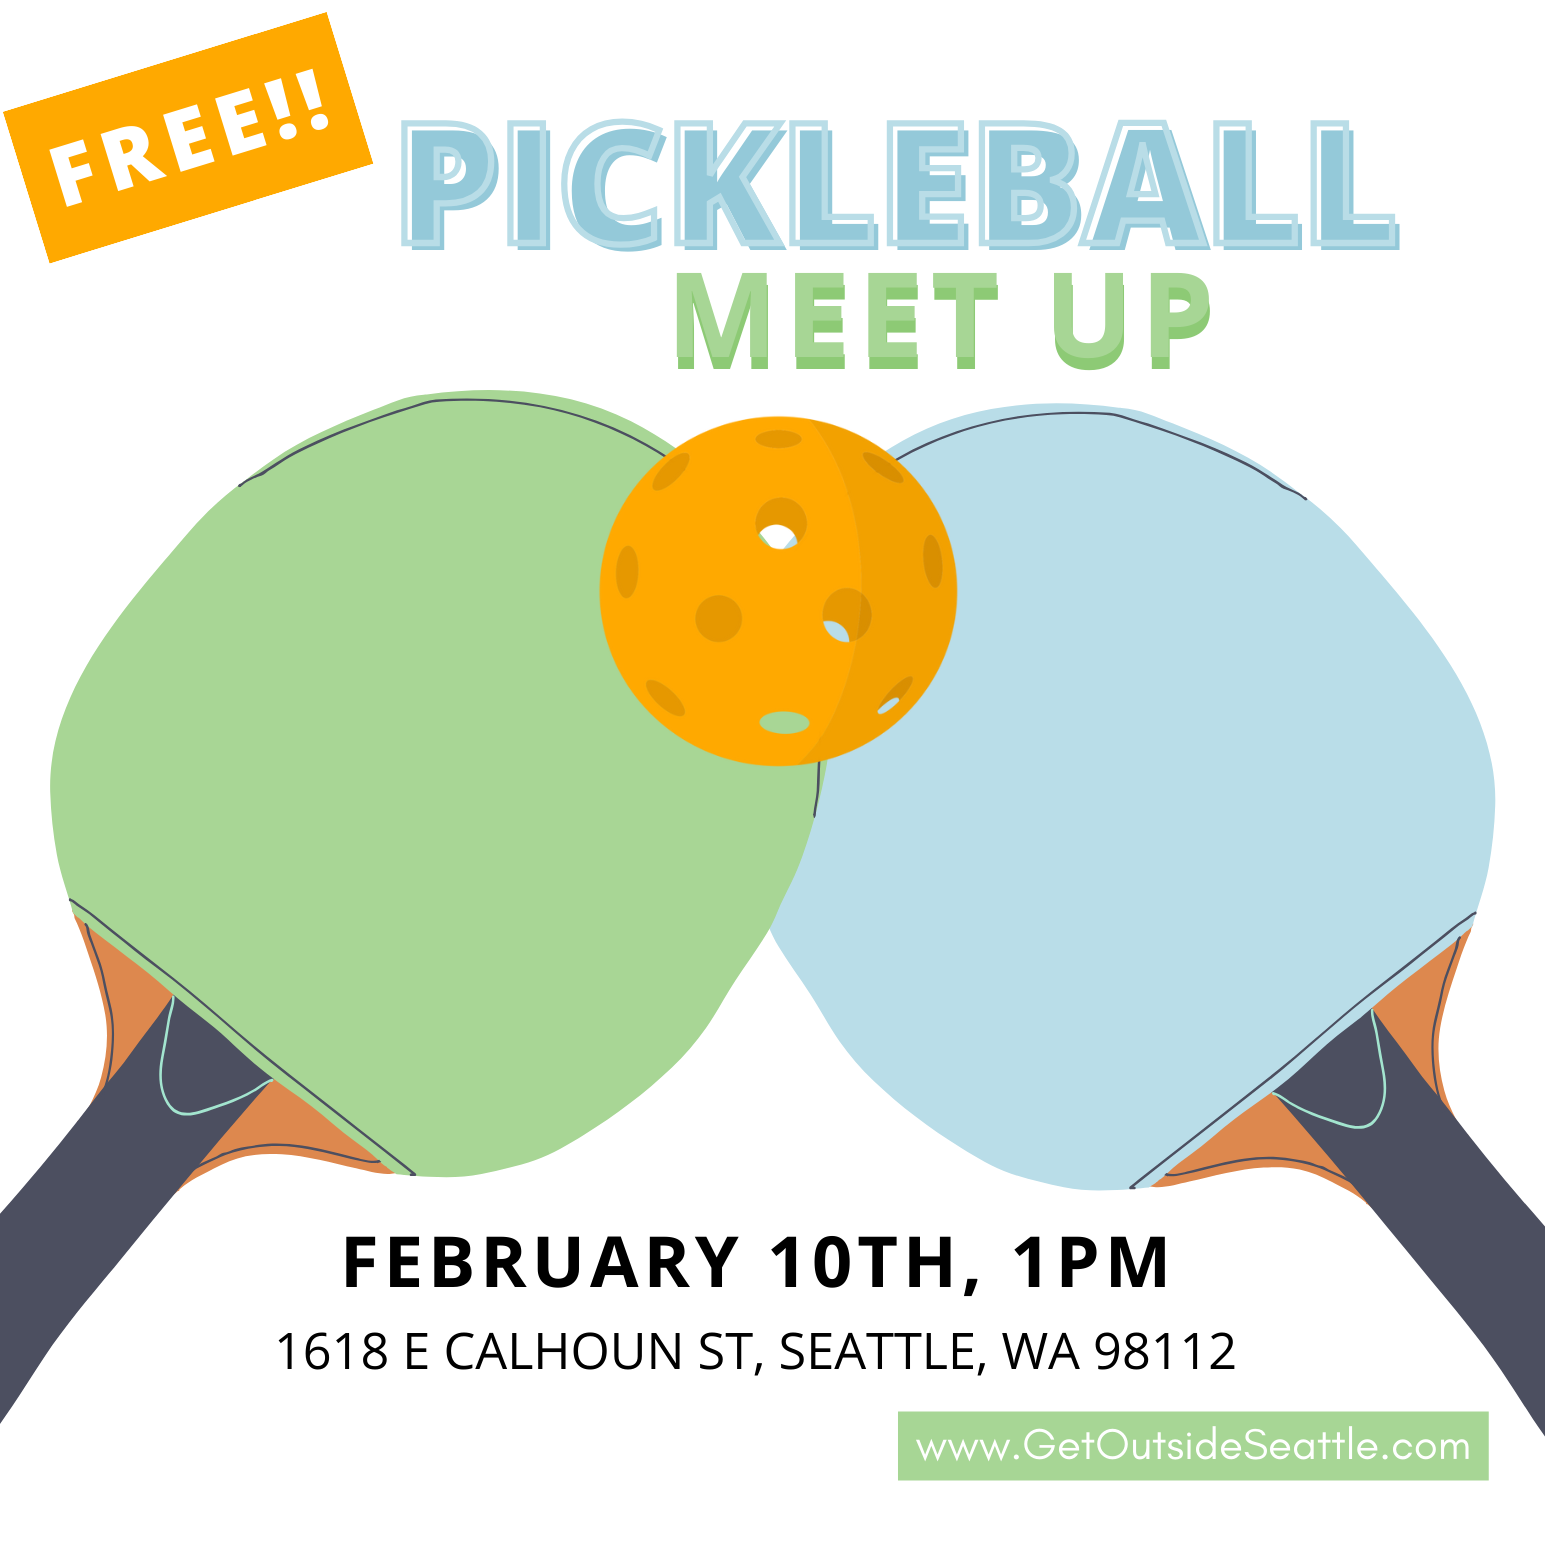 FREE!!
PICKLEBALL
MEET UP
FEBRUARY 10TH, 1PM
1618 E CALHOUN ST, SEATTLE, WA 98112
www.GetOutsideSeattle.com